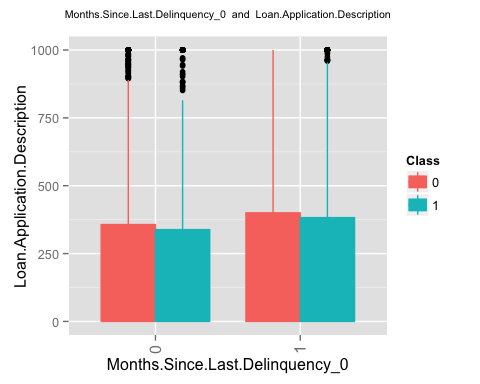 Months.Since.Last.Delinquency_0 and Loan.Application.Description
1000
750
500
250
0
Loan.Application.Description
0
1
Months.Since.Last.Delinquency_0
Class
0
1